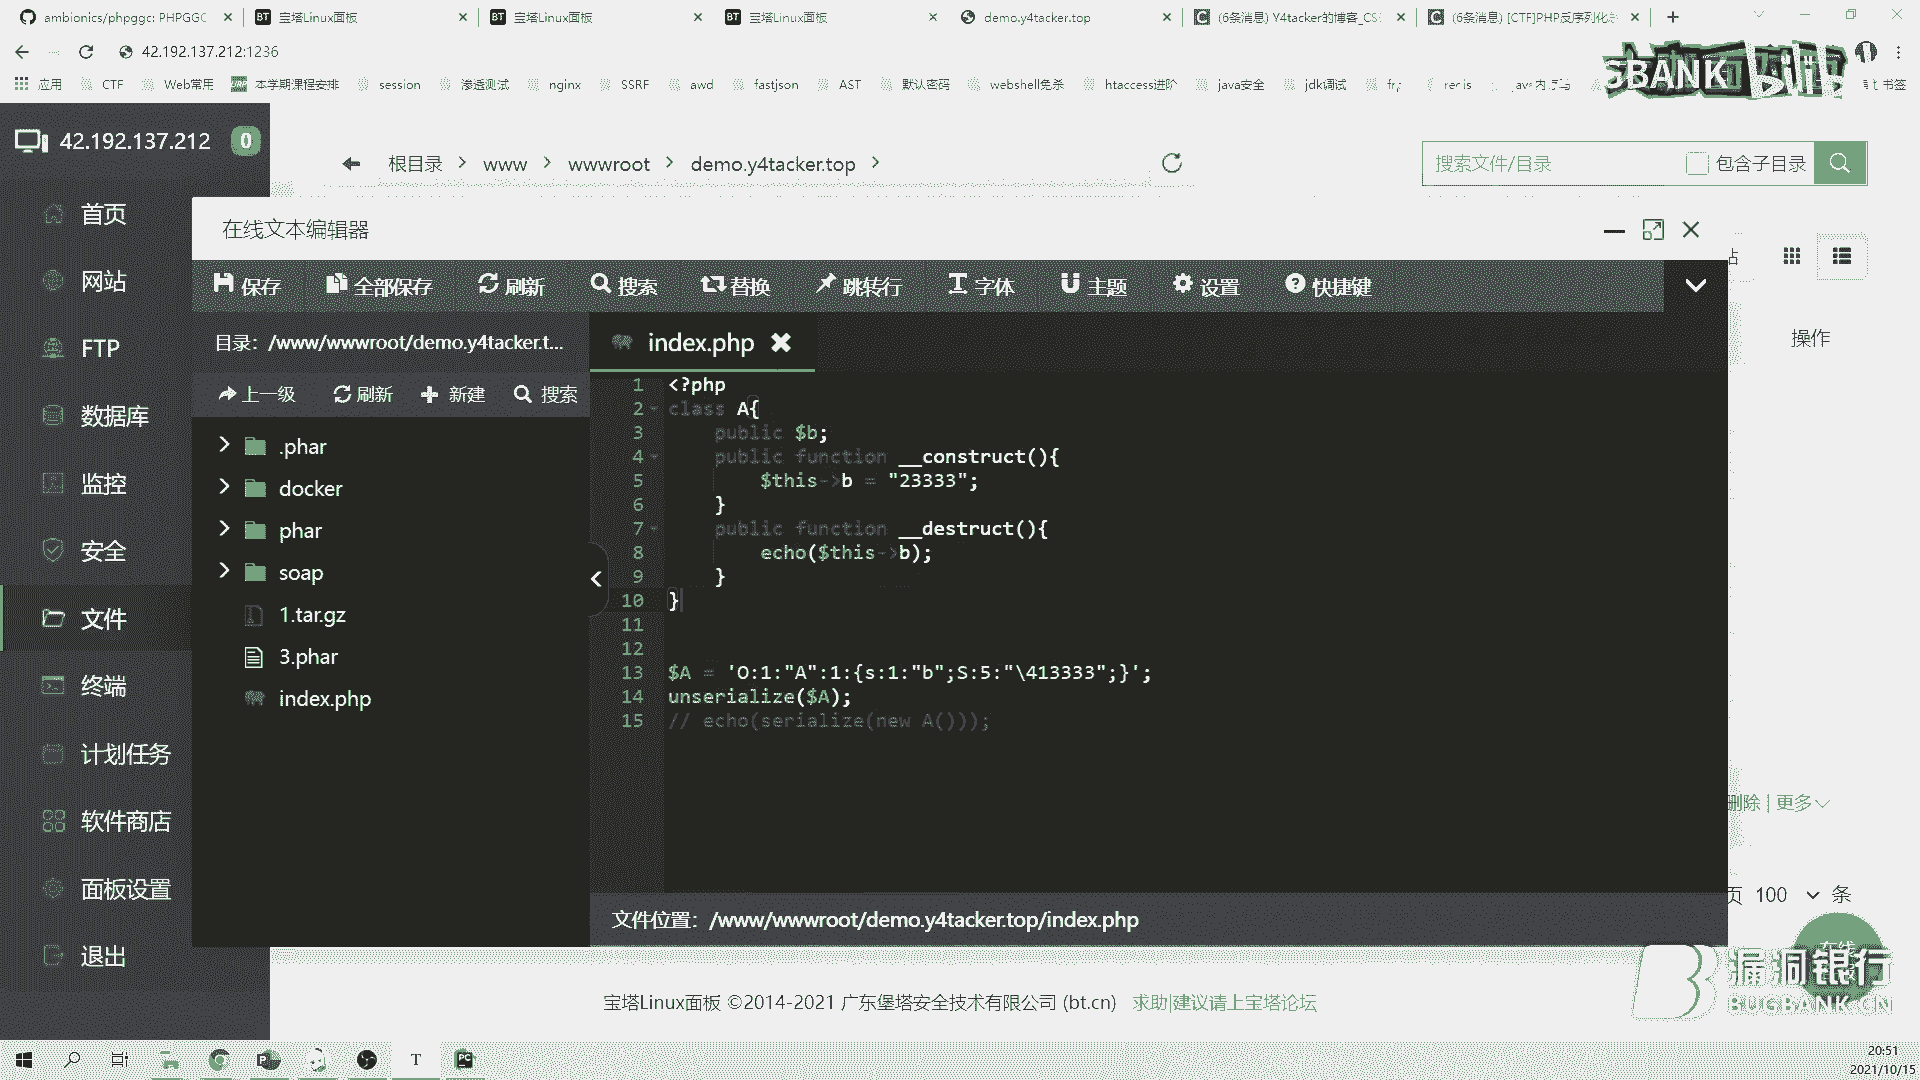 ambionics/phpggc: PHPGGC
宝塔Linux面板
宝塔Linux面板
宝塔Linux面板
demo.y4tacker.top
(6条消息) Y4tacker的博客_CS
(6条消息) [CTF]PHP反序列化
42.192.137.212:1236
应用 CTF Web常用 本学期课程安排 session 渗透测试 nginx SSRF awd fastjson AST 默认密码 webshell免杀 htaccess进阶 java安全 jdk调试 redis 书签
SBANK
bilibili
42.192.137.212 0
根目录 > www > wwwroot > demo.y4tacker.top >
搜索文件/目录 包含子目录
首页
网站
FTP
数据库
监控
安全
文件
终端
计划任务
软件商店
面板设置
退出
在线文本编辑器
保存 全部保存 刷新 搜索 替换 跳转行 字体 主题 设置 快捷键
目录：/www/wwwroot/demo.y4tacker.t...
上一级 刷新 新建 搜索
.phar
docker
phar
soap
1.tar.gz
3.phar
index.php
index.php
1 <?php
2 class A{
3 public $b;
4 public function __construct(){
5 $this->b = "23333";
6 }
7 public function __destruct(){
8 echo($this->b);
9 }
10 }
11
12
13 $A = 'O:1:"A":1:{s:1:"b";S:5:"\413333";}';
14 unserialize($A);
15 // echo(serialize(new A()));
文件位置：/www/wwwroot/demo.y4tacker.top/index.php
操作
删除 | 更多
页 100 条
宝塔Linux面板 ©2014-2021 广东堡塔安全技术有限公司 (bt.cn) 求助|建议请上宝塔论坛
漏洞银行
BUGBANK.CN
20:51
2021/10/15